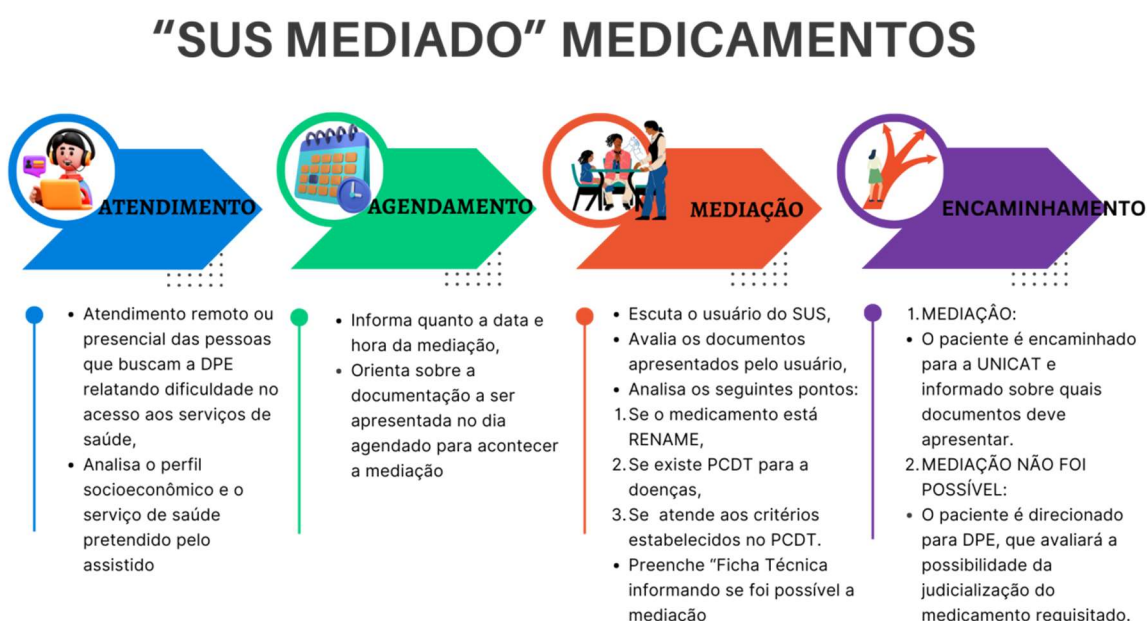 “SUS MEDIADO” MEDICAMENTOS
ATENDIMENTO
• Atendimento remoto ou
presencial das pessoas
que buscam a DPE
relatando dificuldade no
acesso aos serviços de
saúde,
• Analisa o perfil
socioeconômico e o
serviço de saúde
pretendido pelo
assistido
AGENDAMENTO
• Informa quanto a data e
hora da mediação,
• Orienta sobre a
documentação a ser
apresentada no dia
agendado para acontecer
a mediação
MEDIAÇÃO
• Escuta o usuário do SUS,
• Avalia os documentos
apresentados pelo usuário,
• Analisa os seguintes pontos:
1. Se o medicamento está
RENAME,
2. Se existe PCDT para a
doenças,
3. Se atende aos critérios
estabelecidos no PCDT.
• Preenche “Ficha Técnica
informando se foi possível a
mediação
ENCAMINHAMENTO
1. MEDIAÇÂO:
• O paciente é encaminhado
para a UNICAT e
informado sobre quais
documentos deve
apresentar.
2. MEDIAÇÃO NÃO FOI
POSSÍVEL:
• O paciente é direcionado
para DPE, que avaliará a
possibilidade da
judicialização do
medicamento requisitado.